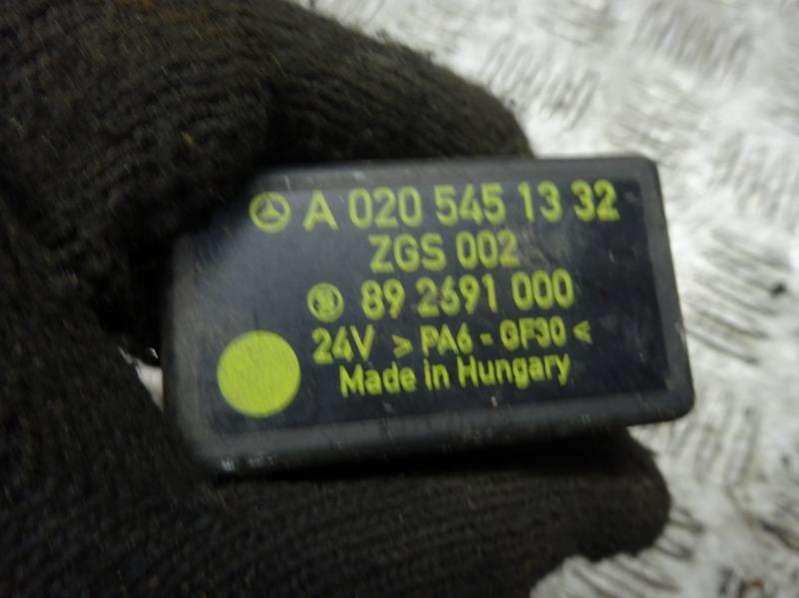 A 020 545 13 32
ZGS 002
89 2691 000
24V > PA6 - GF30 <
Made in Hungary